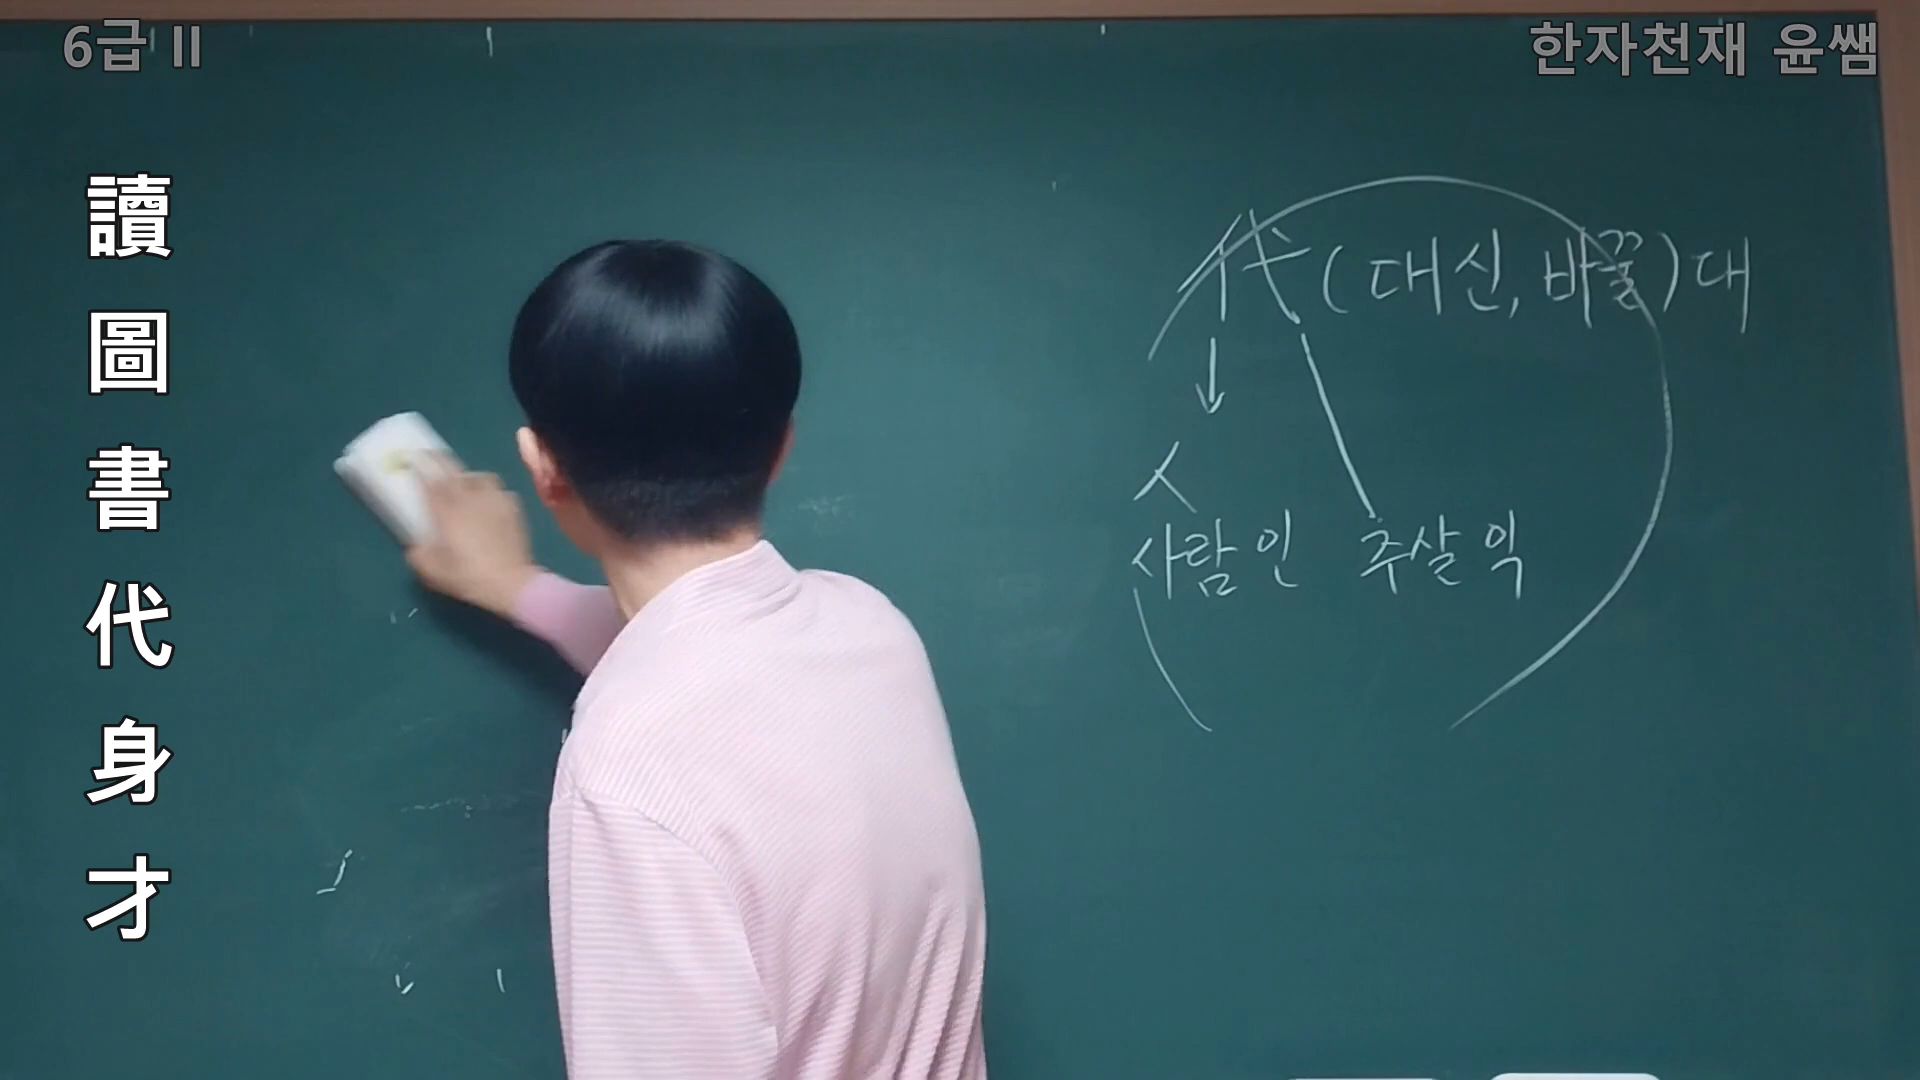 6급 II
한자천재 윤쌤
讀
圖
書
代
身
才
代(대신,바꿀)대
人
사람인 주살익